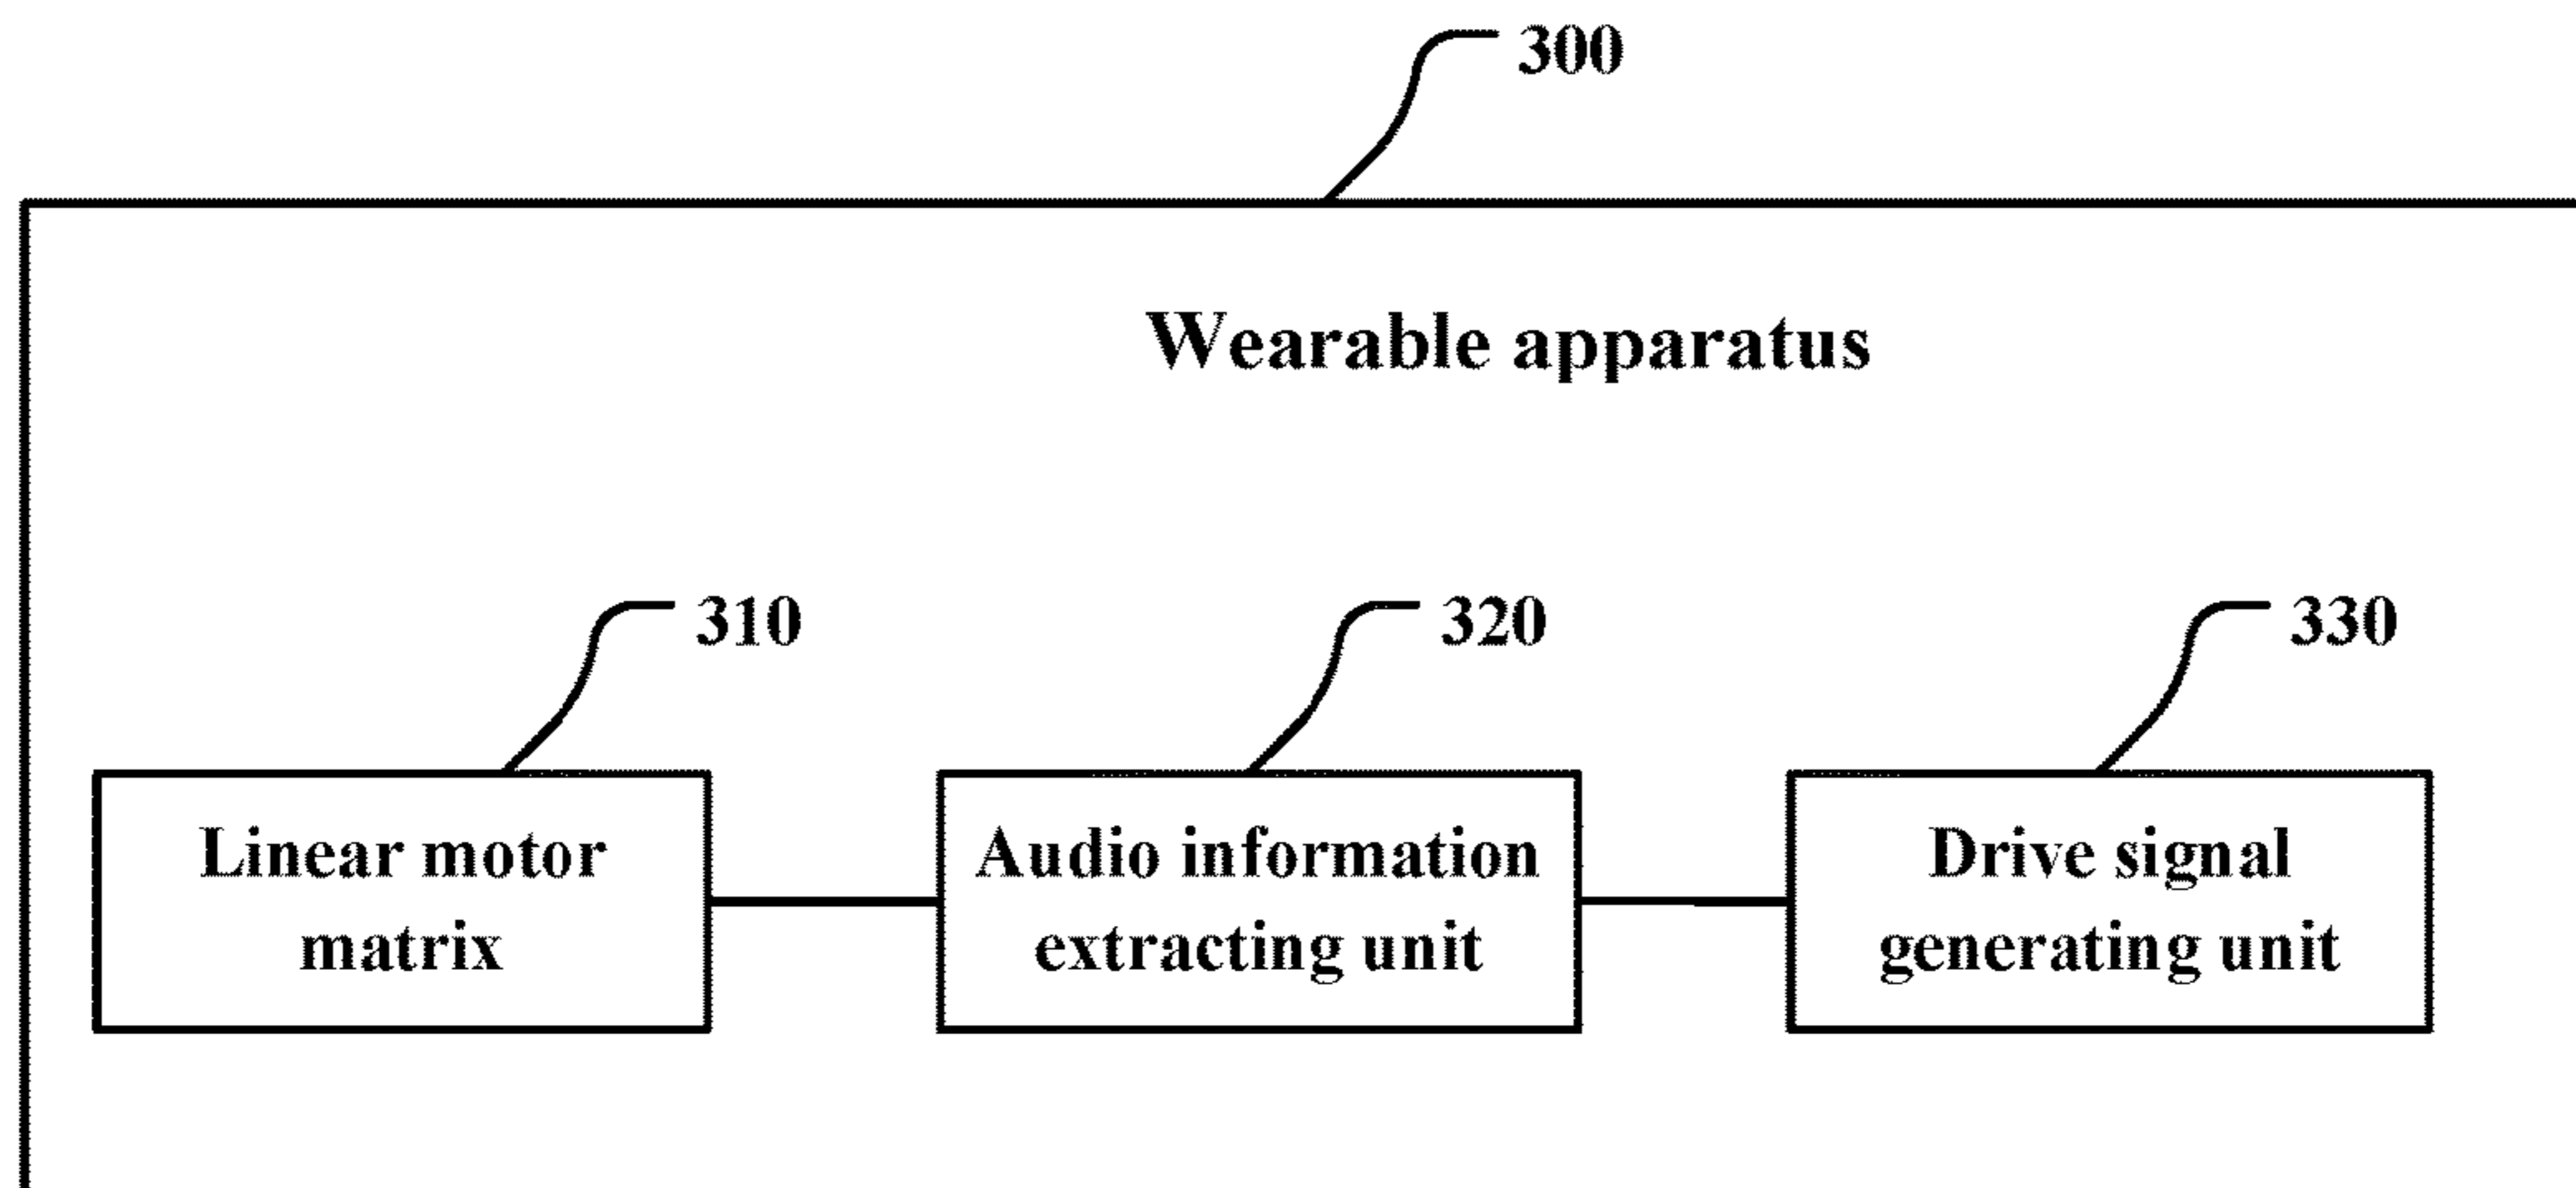 300
Wearable apparatus
310
320
330
Linear motor
matrix
Audio information
extracting unit
Drive signal
generating unit